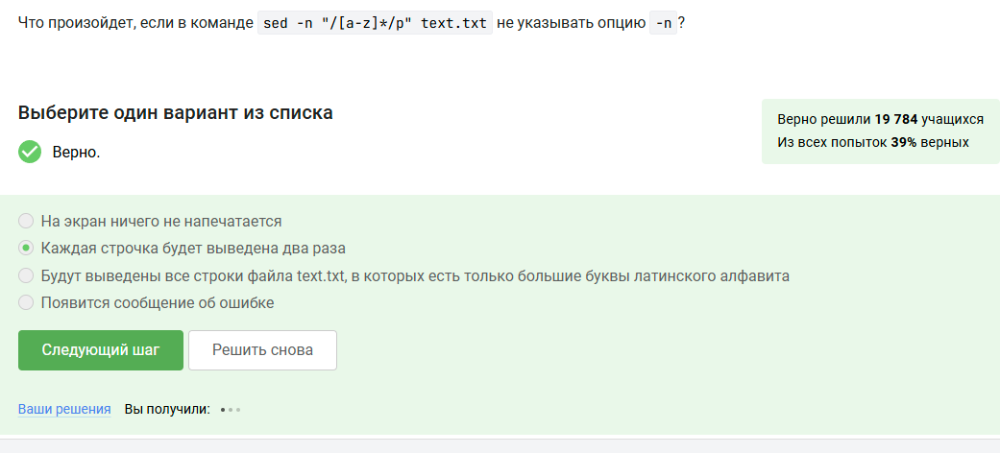 Что произойдет, если в команде sed -n "/[a-z]*/p" text.txt не указывать опцию -n ?
Выберите один вариант из списка
Верно.
Верно решили 19 784 учащихся
Из всех попыток 39% верных
На экран ничего не напечатается
Каждая строчка будет выведена два раза
Будут выведены все строки файла text.txt, в которых есть только большие буквы латинского алфавита
Появится сообщение об ошибке
Следующий шаг
Решить снова
Ваши решения Вы получили: